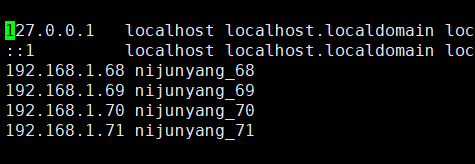 127.0.0.1   localhost localhost.localdomain loc
::1         localhost localhost.localdomain loc
192.168.1.68 nijunyang_68
192.168.1.69 nijunyang_69
192.168.1.70 nijunyang_70
192.168.1.71 nijunyang_71